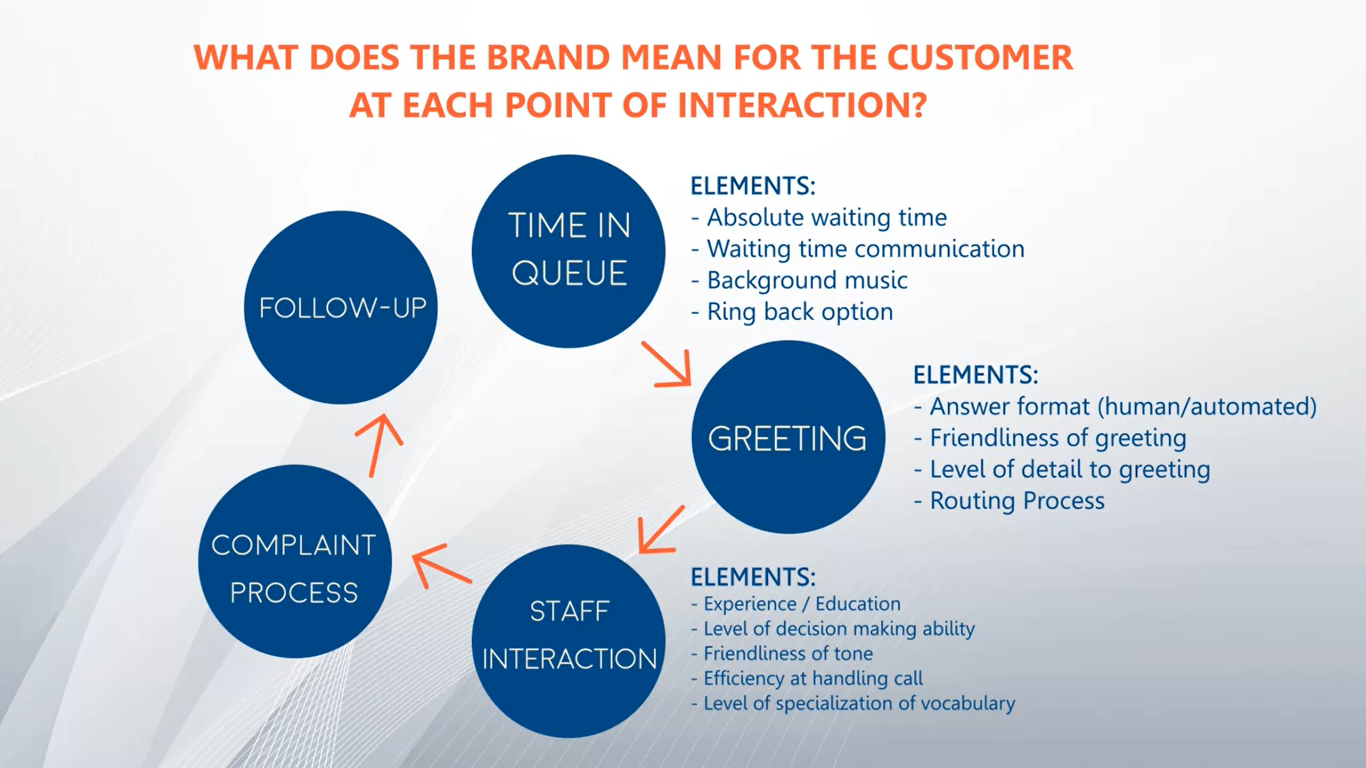 WHAT DOES THE BRAND MEAN FOR THE CUSTOMER
AT EACH POINT OF INTERACTION?
TIME IN
QUEUE
ELEMENTS:
- Absolute waiting time
- Waiting time communication
- Background music
- Ring back option
GREETING
ELEMENTS:
- Answer format (human/automated)
- Friendliness of greeting
- Level of detail to greeting
- Routing Process
STAFF
INTERACTION
ELEMENTS:
- Experience / Education
- Level of decision making ability
- Friendliness of tone
- Efficiency at handling call
- Level of specialization of vocabulary
COMPLAINT
PROCESS
FOLLOW-UP